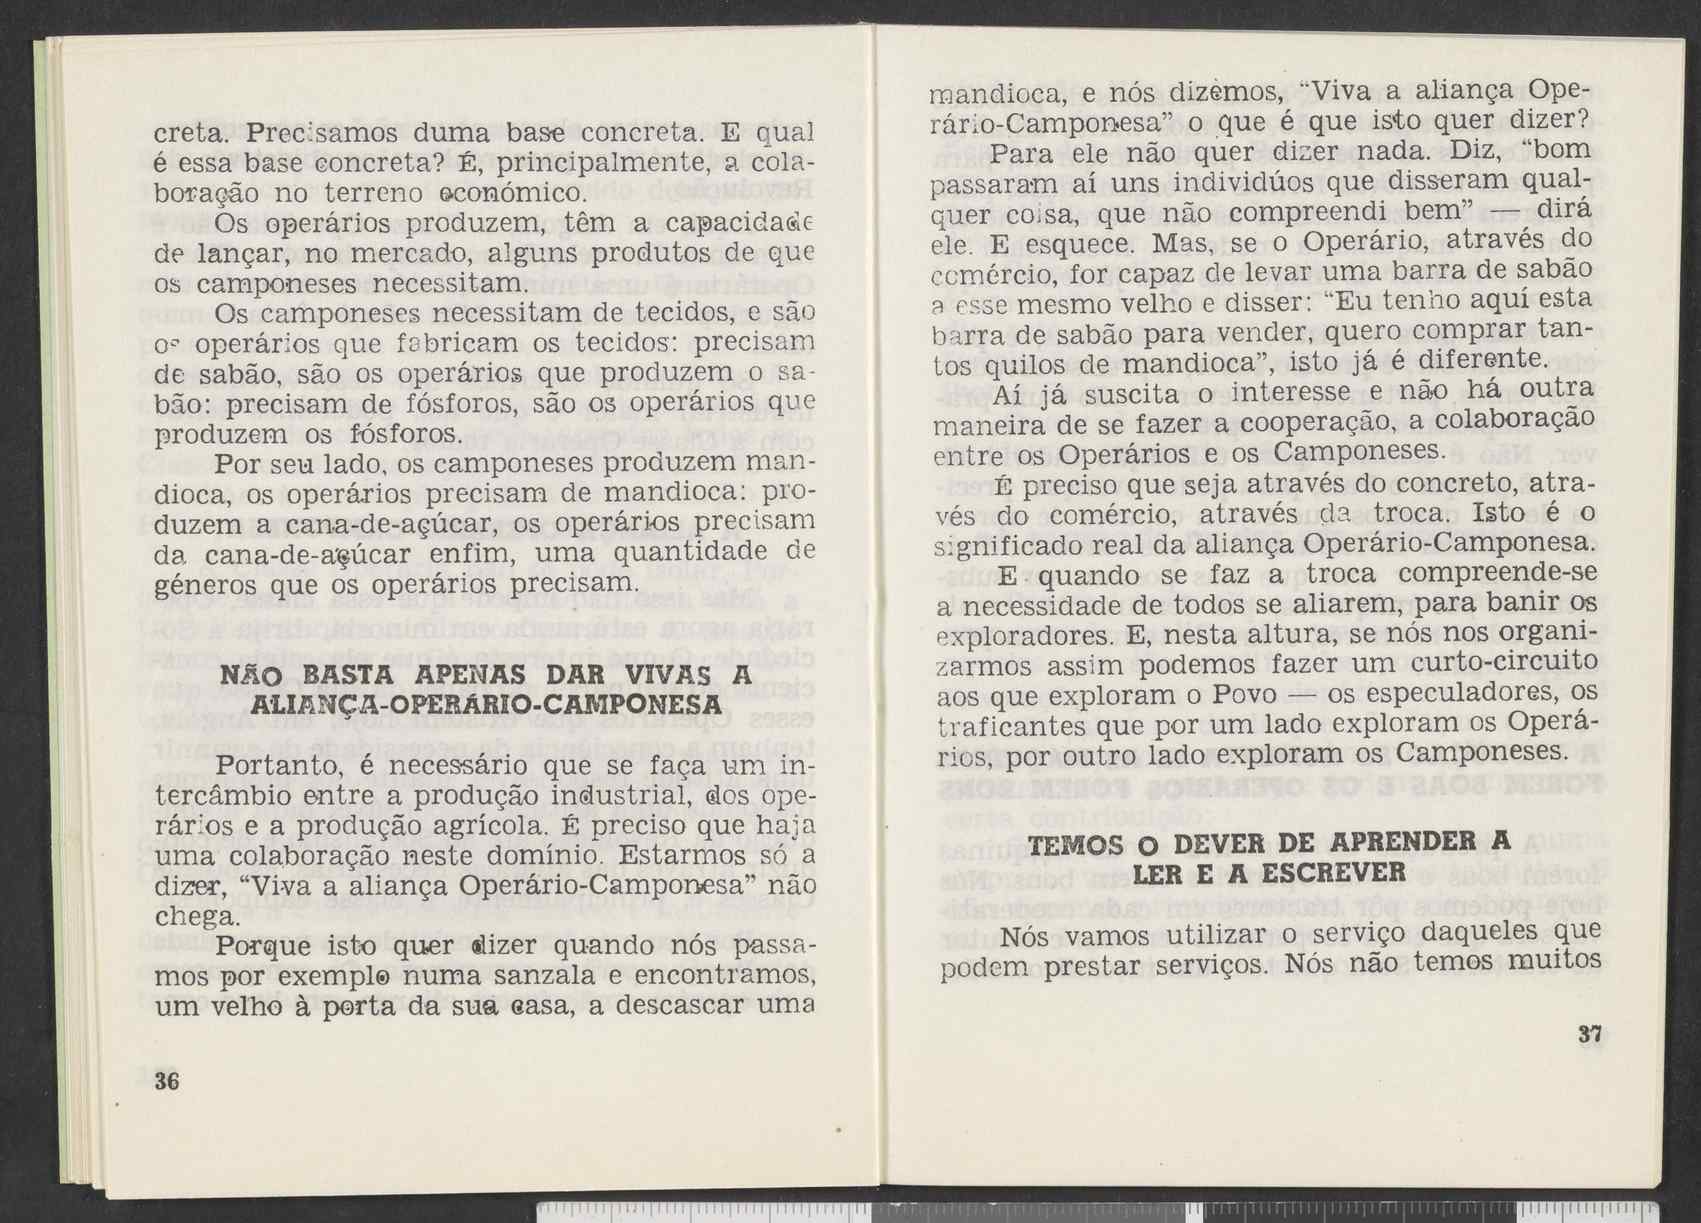 creta. Precisamos duma base concreta. E qual
é essa base concreta? É, principalmente, a cola-
boração no terreno económico.
Os operários produzem, têm a capacidade
de lançar, no mercado, alguns produtos de que
os camponeses necessitam.
Os camponeses necessitam de tecidos, e são
os operários que fabricam os tecidos: precisam
de sabão, são os operários que produzem o sa-
bão: precisam de fósforos, são os operários que
produzem os fósforos.
Por seu lado, os camponeses produzem man-
dioca, os operários precisam de mandioca: pro-
duzem a cana-de-açúcar, os operários precisam
da cana-de-açúcar enfim, uma quantidade de
géneros que os operários precisam.
NÃO BASTA APENAS DAR VIVAS A
ALIANÇA-OPERÁRIO-CAMPONESA
Portanto, é necessário que se faça um in-
tercâmbio entre a produção industrial, dos ope-
rários e a produção agrícola. É preciso que haja
uma colaboração neste domínio. Estarmos só a
dizer, “Viva a aliança Operário-Camponesa” não
chega.
Porque isto quer dizer quando nós passa-
mos por exemplo numa sanzala e encontramos,
um velho à porta da sua casa, a descascar uma
36
mandioca, e nós dizèmos, “Viva a aliança Ope-
rário-Camponesa” o que é que isto quer dizer?
Para ele não quer dizer nada. Diz, “bom
passaram aí uns individúos que disseram qual-
quer coisa, que não compreendi bem” — dirá
ele. E esquece. Mas, se o Operário, através do
comércio, for capaz de levar uma barra de sabão
a esse mesmo velho e disser: “Eu tenho aquí esta
barra de sabão para vender, quero comprar tan-
tos quilos de mandioca”, isto já é diferente.
Aí já suscita o interesse e não há outra
maneira de se fazer a cooperação, a colaboração
entre os Operários e os Camponeses.
É preciso que seja através do concreto, atra-
vés do comércio, através da troca. Isto é o
significado real da aliança Operário-Camponesa.
E quando se faz a troca compreende-se
a necessidade de todos se aliarem, para banir os
exploradores. E, nesta altura, se nós nos organi-
zarmos assim podemos fazer um curto-circuito
aos que exploram o Povo — os especuladores, os
traficantes que por um lado exploram os Operá-
rios, por outro lado exploram os Camponeses.
TEMOS O DEVER DE APRENDER A
LER E A ESCREVER
Nós vamos utilizar o serviço daqueles que
podem prestar serviços. Nós não temos muitos
37